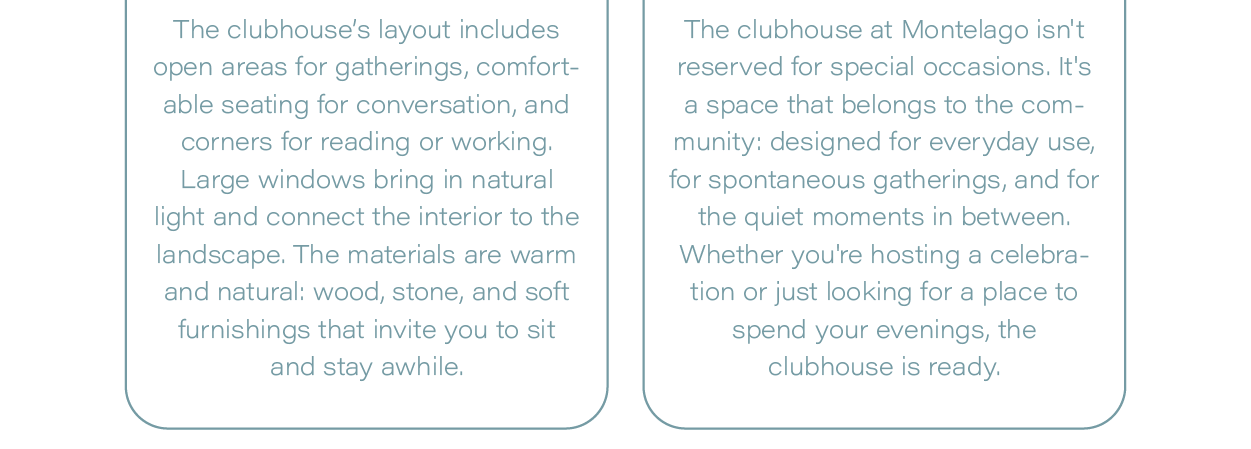 The clubhouse’s layout includes
open areas for gatherings, comfort-
able seating for conversation, and
corners for reading or working.
Large windows bring in natural
light and connect the interior to the
landscape. The materials are warm
and natural: wood, stone, and soft
furnishings that invite you to sit
and stay awhile.
The clubhouse at Montelago isn't
reserved for special occasions. It's
a space that belongs to the com-
munity: designed for everyday use,
for spontaneous gatherings, and for
the quiet moments in between.
Whether you're hosting a celebra-
tion or just looking for a place to
spend your evenings, the
clubhouse is ready.